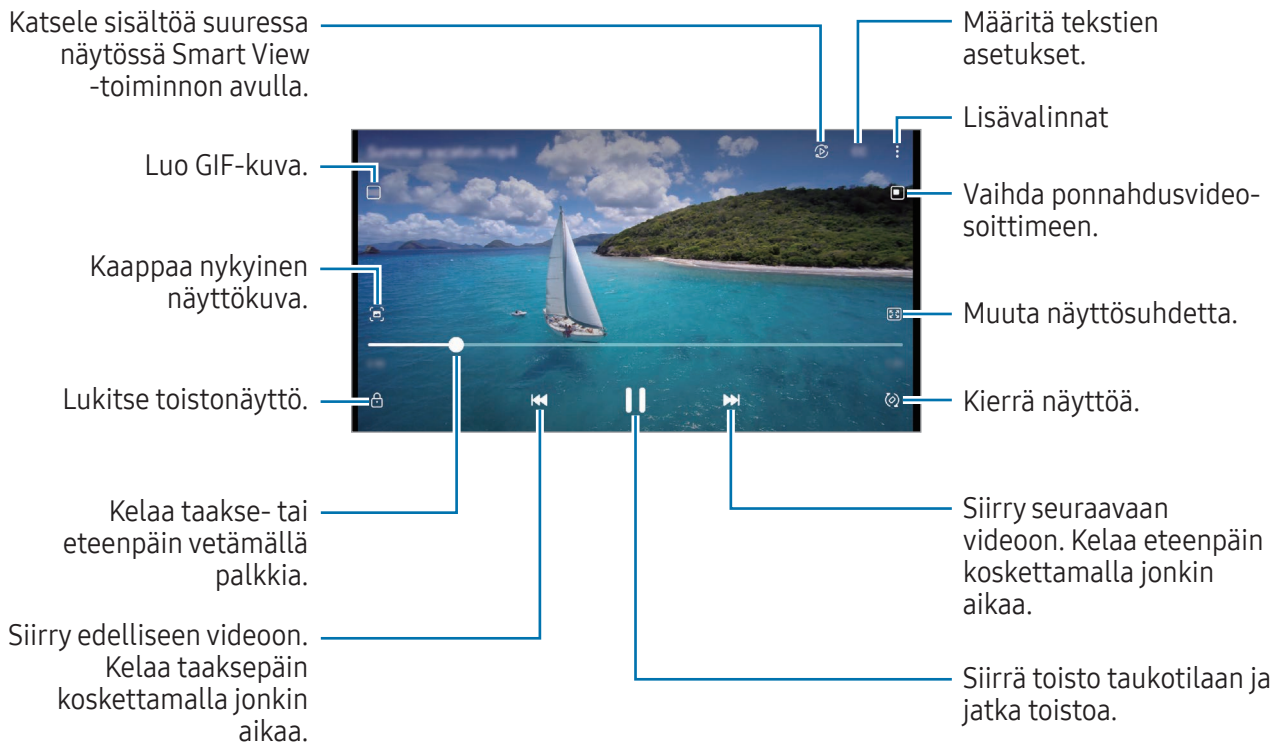 Katsele sisältöä suuressa
näytössä Smart View
-toiminnon avulla.
Luo GIF-kuva.
Kaappaa nykyinen
näyttökuva.
Lukitse toistonäyttö.
Kelaa taakse- tai
eteenpäin vetämällä
palkkia.
Siirry edelliseen videoon.
Kelaa taaksepäin
koskettamalla jonkin
aikaa.
Määritä tekstien
asetukset.
Lisävalinnat
Vaihda ponnahdusvideo-
soittimeen.
Muuta näyttösuhdetta.
Kierrä näyttöä.
Siirry seuraavaan
videoon. Kelaa eteenpäin
koskettamalla jonkin
aikaa.
Siirrä toisto taukotilaan ja
jatka toistoa.